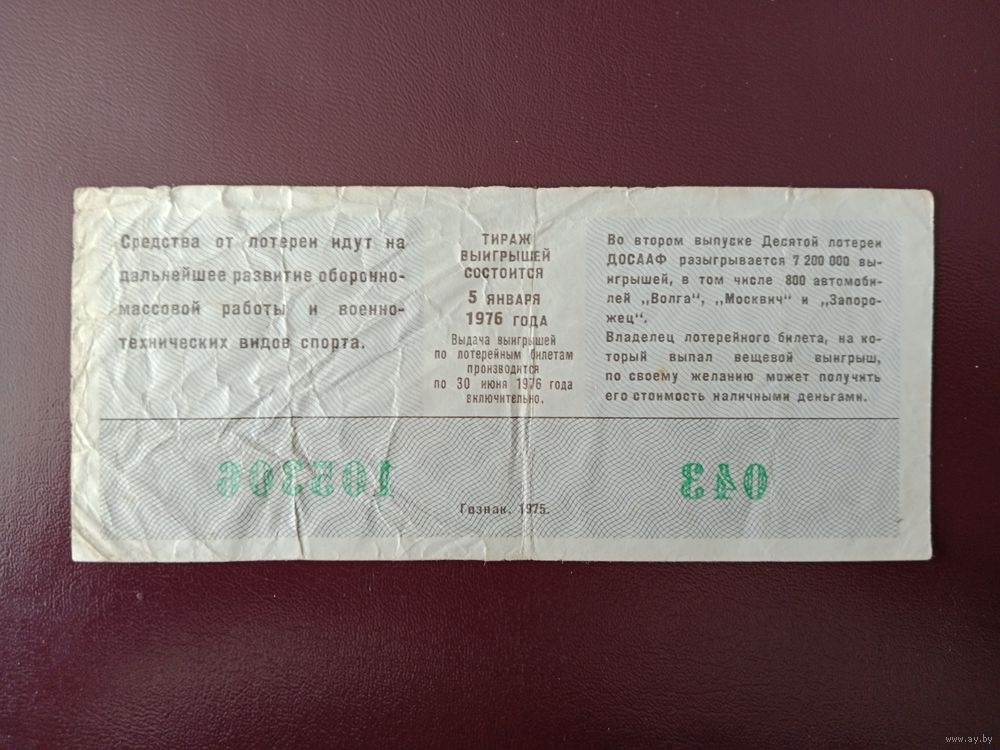 Средства от лотереи идут на
дальнейшее развитие оборонно-
массовой работы и военно-
технических видов спорта.
ТИРАЖ
ВЫИГРЫШЕЙ
СОСТОИТСЯ
5 ЯНВАРЯ
1976 ГОДА
Выдача выигрышей
по лотерейным билетам
производится
по 30 июня 1976 года
включительно.
Во втором выпуске Десятой лотереи
ДОСААФ разыгрывается 7 200 000 вы-
игрышей, в том числе 800 автомоби-
лей „Волга“, „Москвич“ и „Запоро-
жец“.
Владелец лотерейного билета, на ко-
торый выпал вещевой выигрыш,
по своему желанию может получить
его стоимость наличными деньгами.
105306
043
Гознак. 1975.
www.ay.by